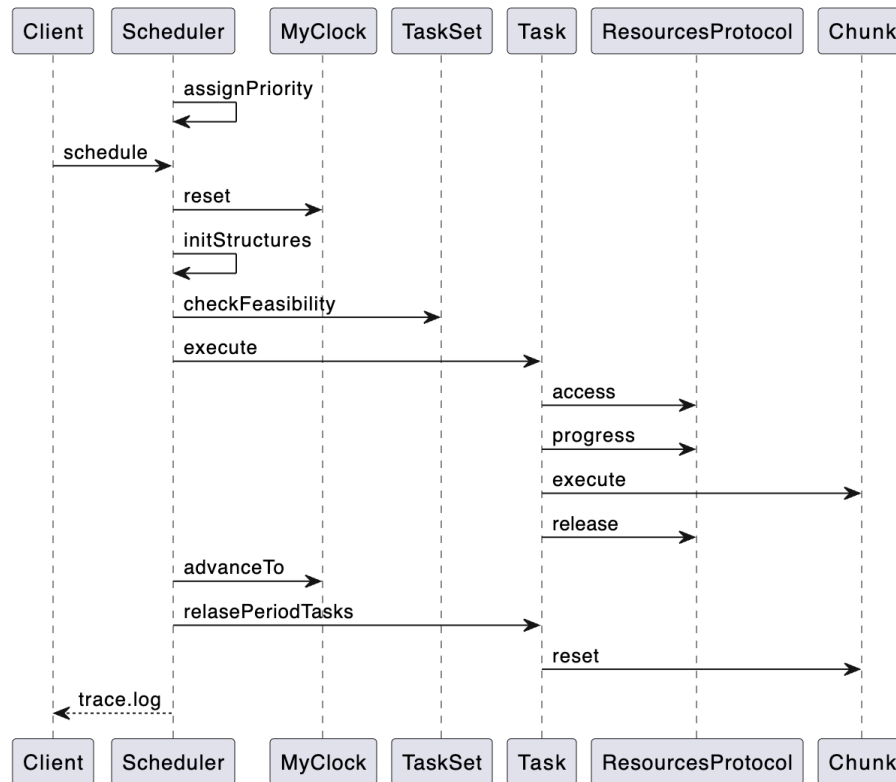 Client Scheduler MyClock TaskSet Task ResourcesProtocol Chunk
assignPriority
schedule
reset
initStructures
checkFeasibility
execute
access
progress
execute
release
advanceTo
relasePeriodTasks
reset
trace.log
Client Scheduler MyClock TaskSet Task ResourcesProtocol Chunk